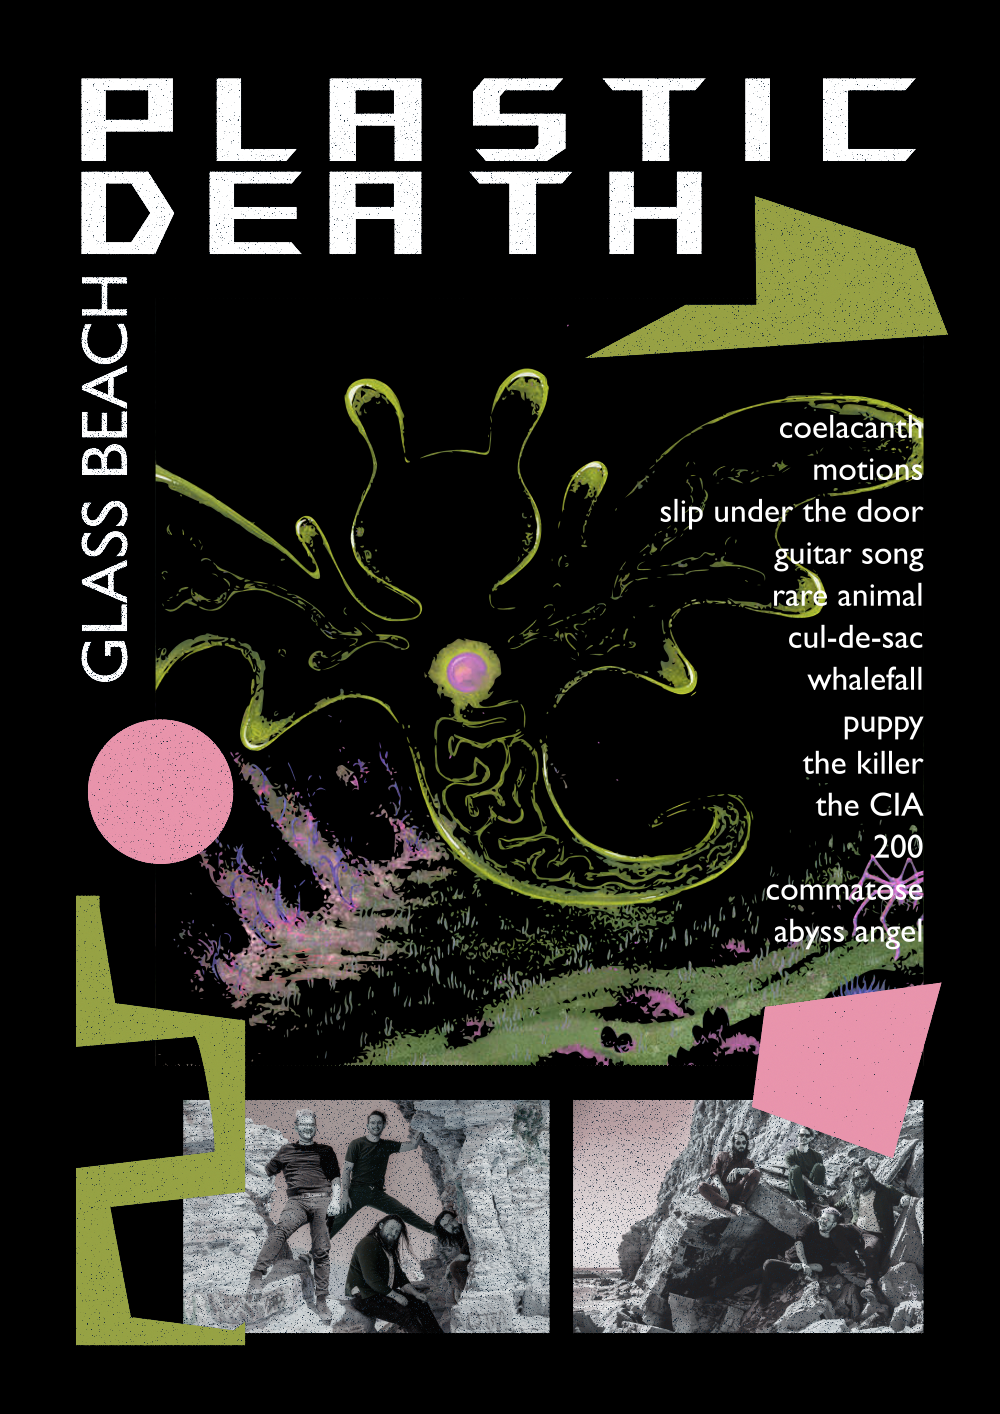 PLASTIC
DEATH
GLASS BEACH
coelacanth
motions
slip under the door
guitar song
rare animal
cul-de-sac
whalefall
puppy
the killer
the CIA
200
commatose
abyss angel